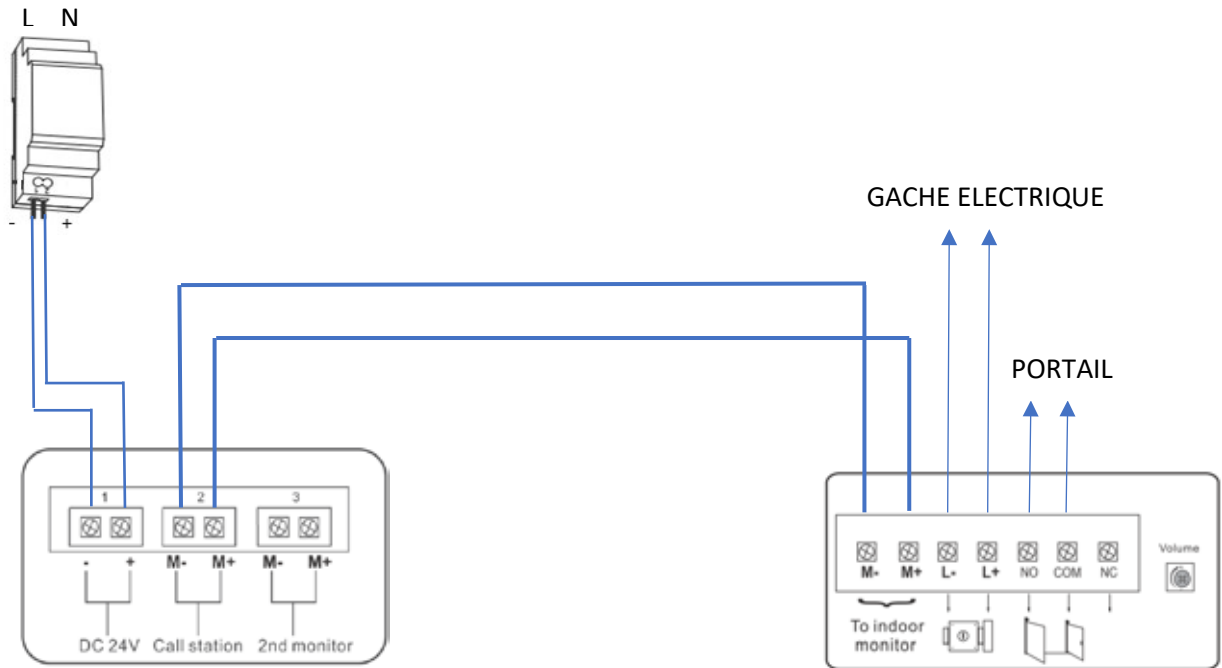 L N
- +
GACHE ELECTRIQUE
PORTAIL
1 2 3
- + M- M+ M- M+
DC 24V Call station 2nd monitor
M- M+ L- L+ NO COM NC
Volume
To indoor
monitor